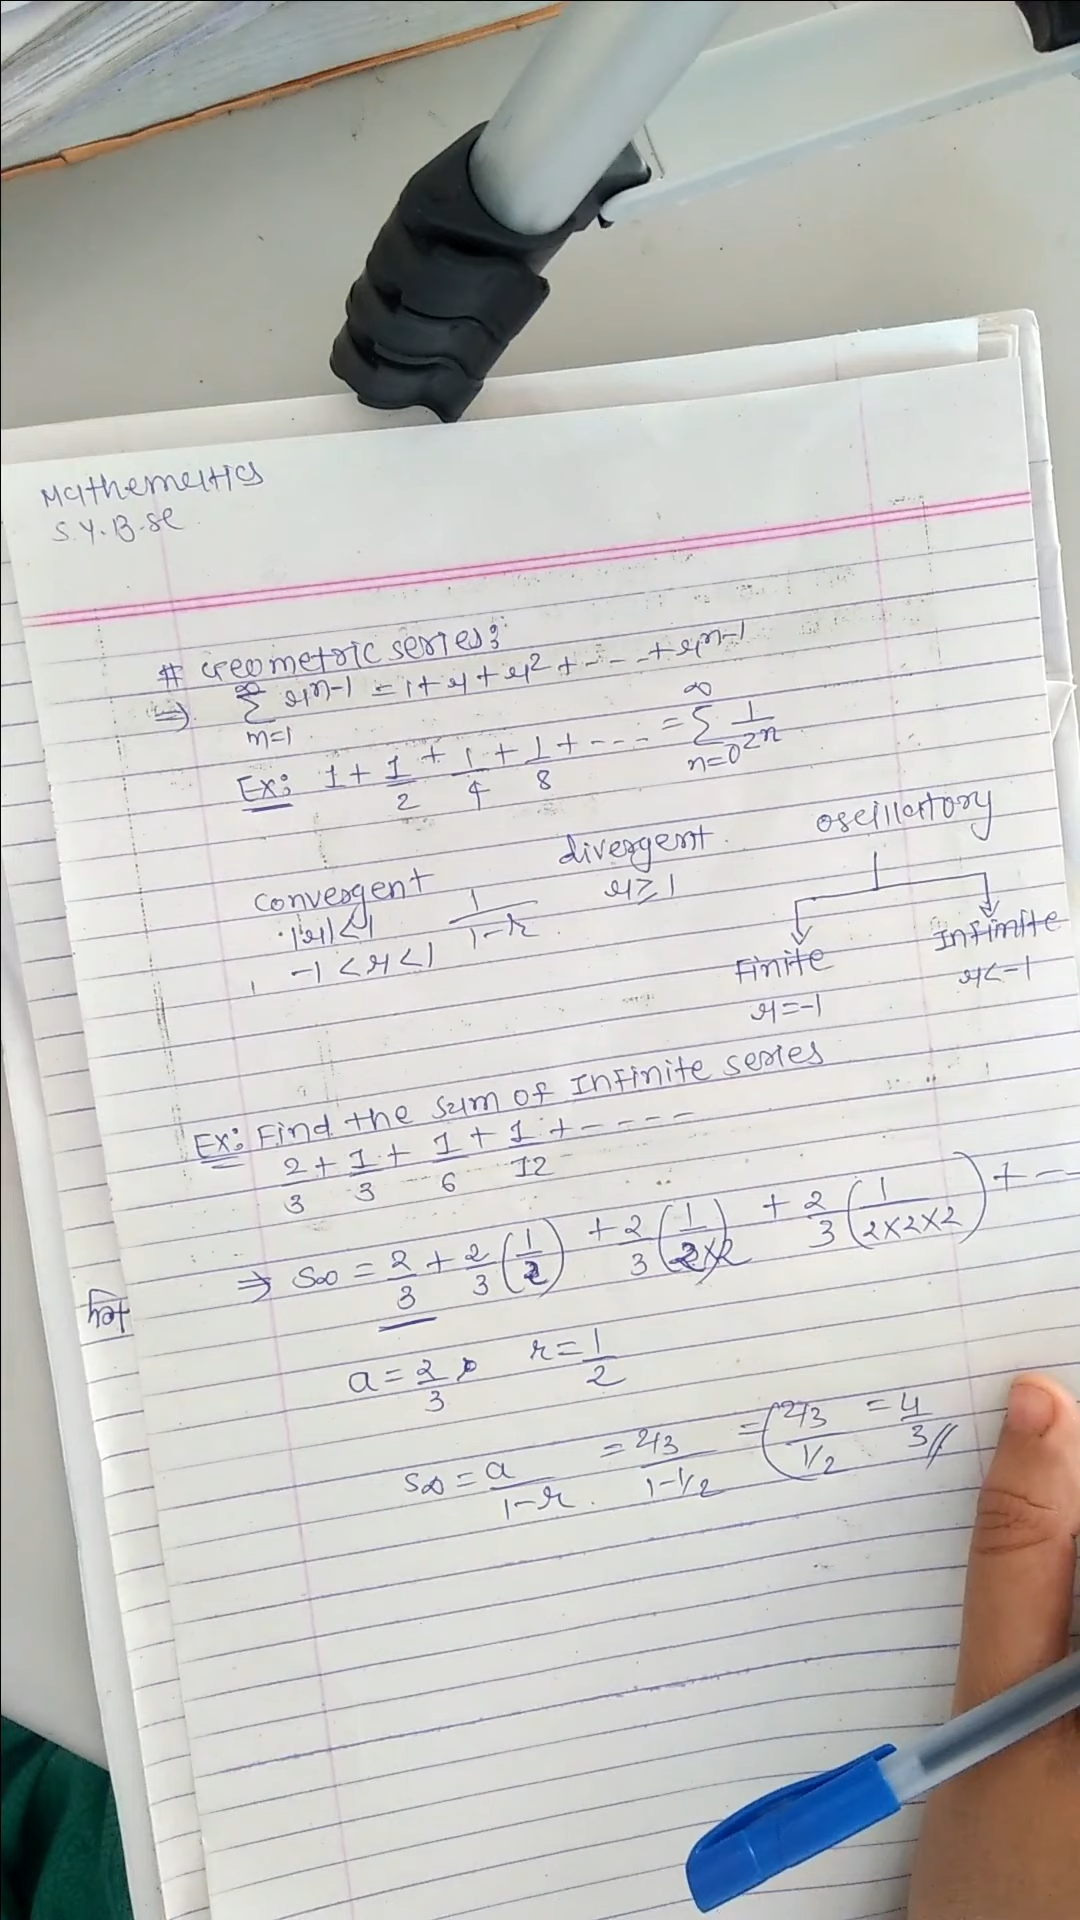 Mathematics
S.Y.B.Sc
# Geometric series:
⇒ ∞∑n=1 r^n-1 = 1 + r + r² + - - - + r^n-1
Ex: 1 + 1/2 + 1/4 + 1/8 + - - - = ∞∑n=0 1/2^n
convergent divergent oscillatory
|r|<1 1/1-r r≥1
-1<r<1
Finite Infinite
r=-1 r<-1
Ex: Find the sum of Infinite series
2/3 + 1/3 + 1/6 + 1/12 + - - - -
⇒ S∞ = 2/3 + 2/3 (1/2) + 2/3 (1/2×2) + 2/3 (1/2×2×2) + - -
a = 2/3, r = 1/2
S∞ = a/1-r = 2/3/1-1/2 = (2/3/1/2 = 4/3//